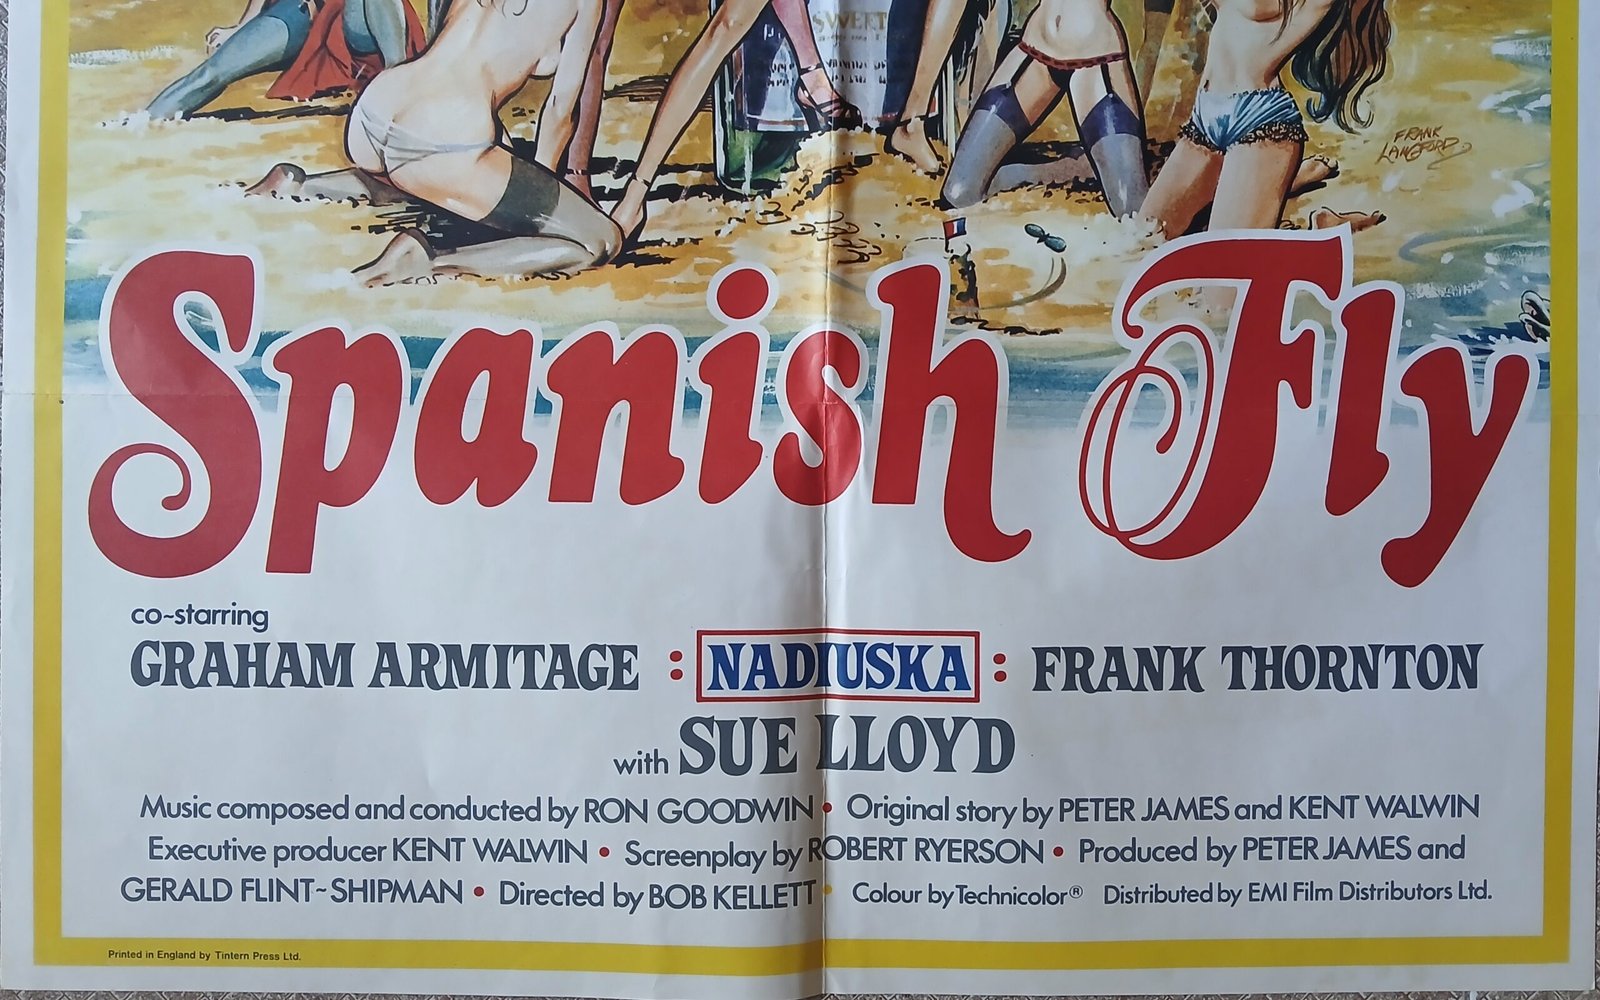 SWEET
FRANK
LANGFORD
Spanish Fly
co-starring
GRAHAM ARMITAGE : NADIUSKA : FRANK THORNTON
with SUE LLOYD
Music composed and conducted by RON GOODWIN • Original story by PETER JAMES and KENT WALWIN
Executive producer KENT WALWIN • Screenplay by ROBERT RYERSON • Produced by PETER JAMES and
GERALD FLINT-SHIPMAN • Directed by BOB KELLETT • Colour by Technicolor® Distributed by EMI Film Distributors Ltd.
Printed in England by Tintern Press Ltd.